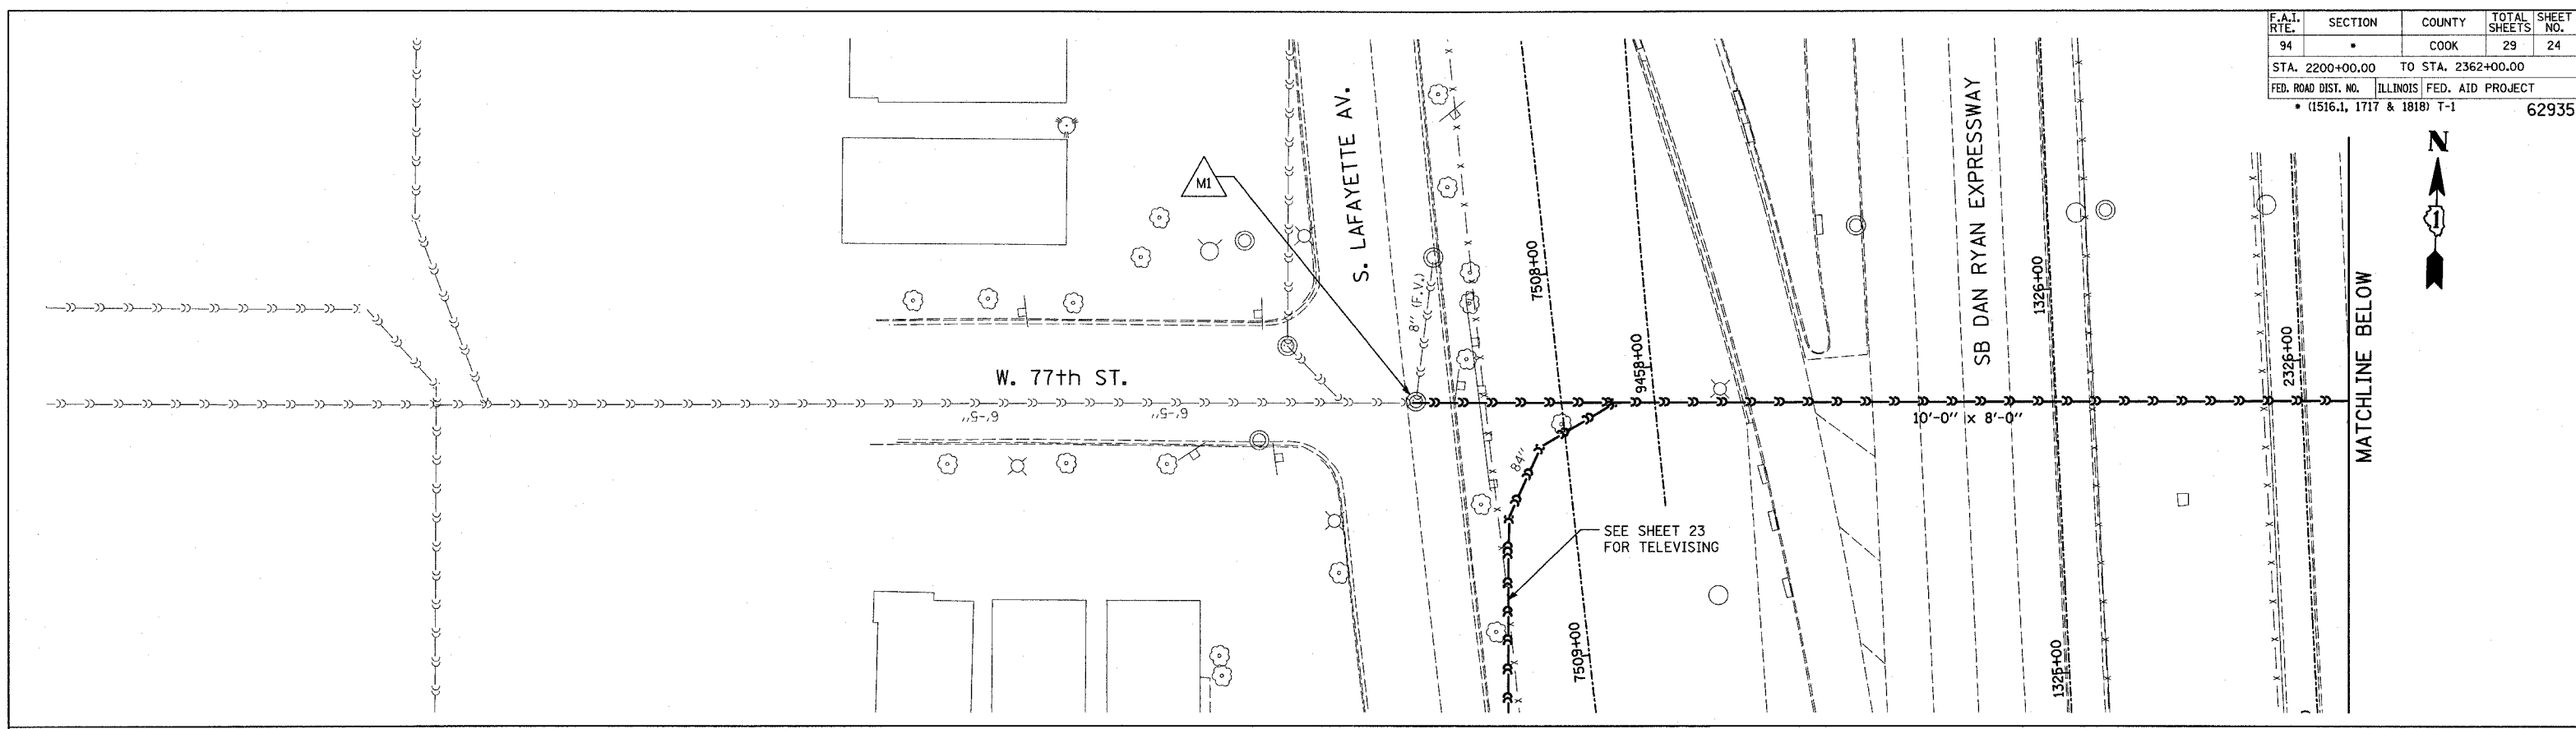 F.A.I. RTE. SECTION COUNTY TOTAL SHEETS SHEET NO.
94 • COOK 29 24
STA. 2200+00.00 TO STA. 2362+00.00
FED. ROAD DIST. NO. ILLINOIS FED. AID PROJECT
• (1516.1, 1717 & 1818) T-1
62935
N
1
M1
S. LAFAYETTE AV.
8" (F.V.)
7508+00
9458+00
SB DAN RYAN EXPRESSWAY
1326+00
2326+00
MATCHLINE BELOW
W. 77th ST.
6'-5"
6'-5"
10'-0" x 8'-0"
84"
SEE SHEET 23
FOR TELEVISING
7509+00
1325+00